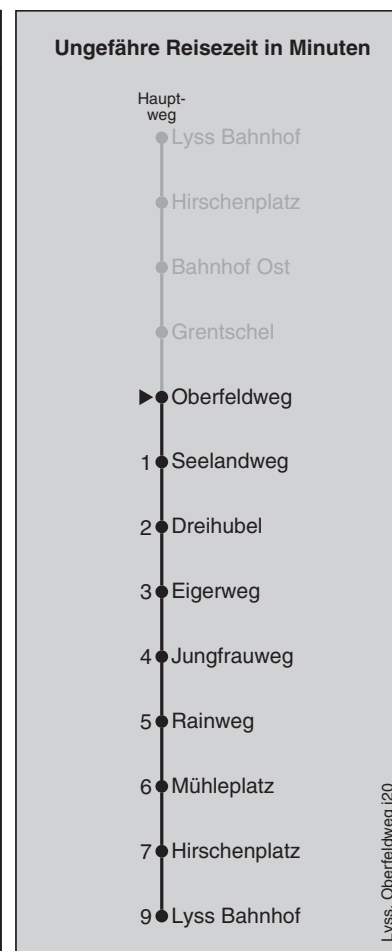 Ungefähre Reisezeit in Minuten
Haupt-
weg
Lyss Bahnhof
Hirschenplatz
Bahnhof Ost
Grentschel
Oberfeldweg
1 Seelandweg
2 Dreihubel
3 Eigerweg
4 Jungfrauweg
5 Rainweg
6 Mühleplatz
7 Hirschenplatz
9 Lyss Bahnhof
Lyss, Oberfeldweg j20